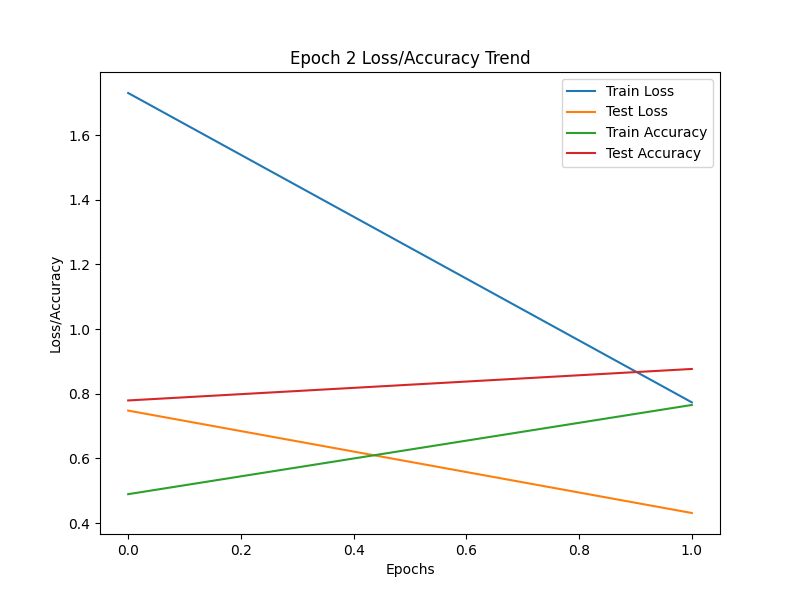 Epoch 2 Loss/Accuracy Trend
Train Loss
Test Loss
Train Accuracy
Test Accuracy
Loss/Accuracy
1.6
1.4
1.2
1.0
0.8
0.6
0.4
0.0 0.2 0.4 0.6 0.8 1.0
Epochs